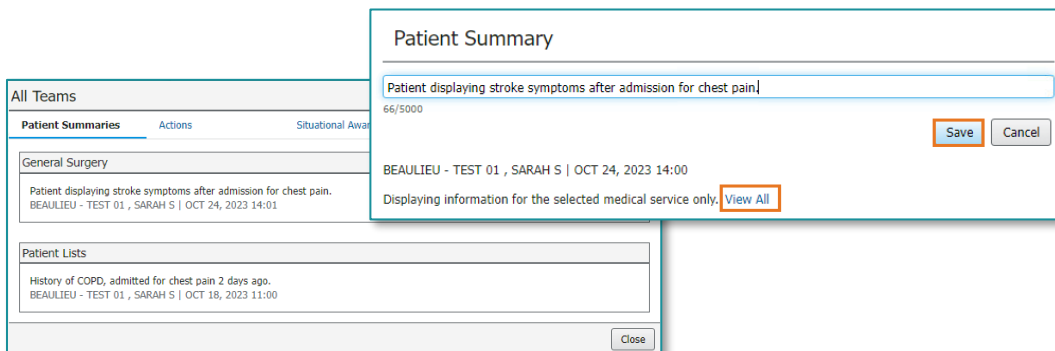 Patient Summary
Patient displaying stroke symptoms after admission for chest pain.
66/5000
Save Cancel
BEAULIEU - TEST 01 , SARAH S | OCT 24, 2023 14:00
Displaying information for the selected medical service only. View All
All Teams
Patient Summaries Actions Situational Awar
General Surgery
Patient displaying stroke symptoms after admission for chest pain.
BEAULIEU - TEST 01 , SARAH S | OCT 24, 2023 14:01
Patient Lists
History of COPD, admitted for chest pain 2 days ago.
BEAULIEU - TEST 01 , SARAH S | OCT 18, 2023 11:00
Close